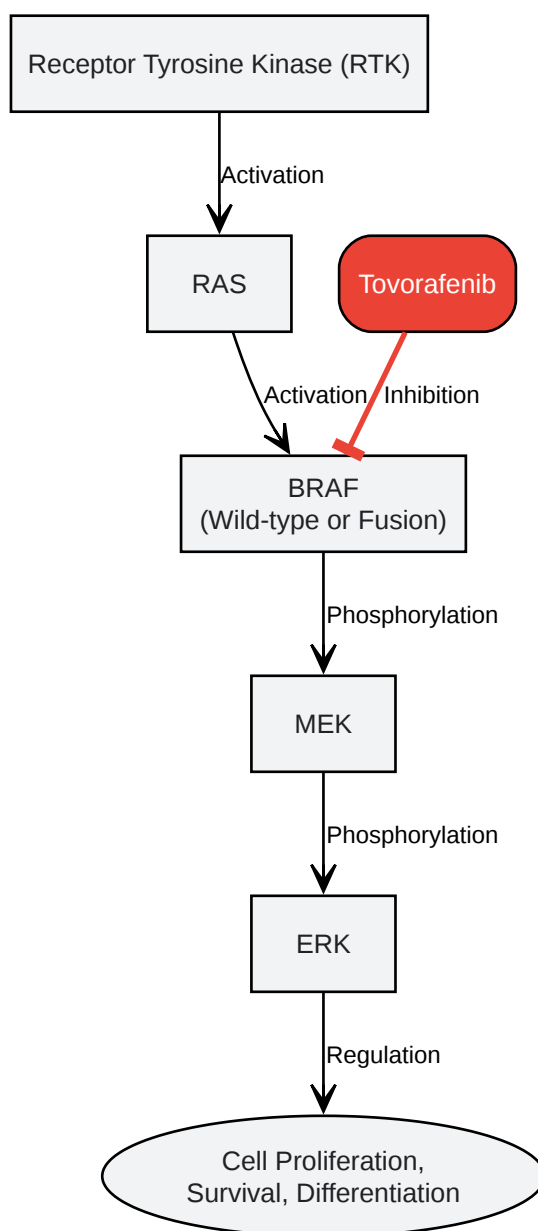 Receptor Tyrosine Kinase (RTK)
Activation
RAS
Tovorafenib
Activation
Inhibition
BRAF
(Wild-type or Fusion)
Phosphorylation
MEK
Phosphorylation
ERK
Regulation
Cell Proliferation,
Survival, Differentiation